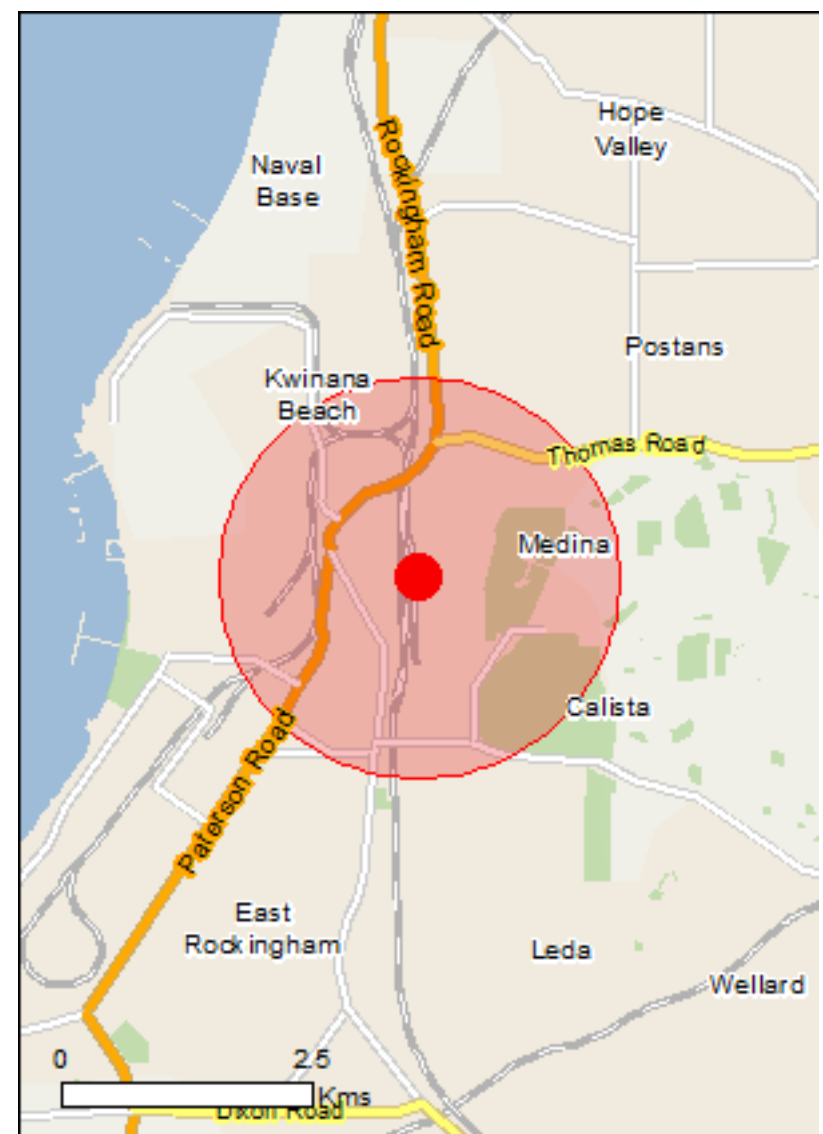 Hope
Valley
Naval
Base
Rockingham Road
Postans
Kwinana
Beach
Thomas Road
Medina
Calista
Paterson Road
East
Rockingham
Leda
Wellard
0 2.5
Kms
Dixon Road